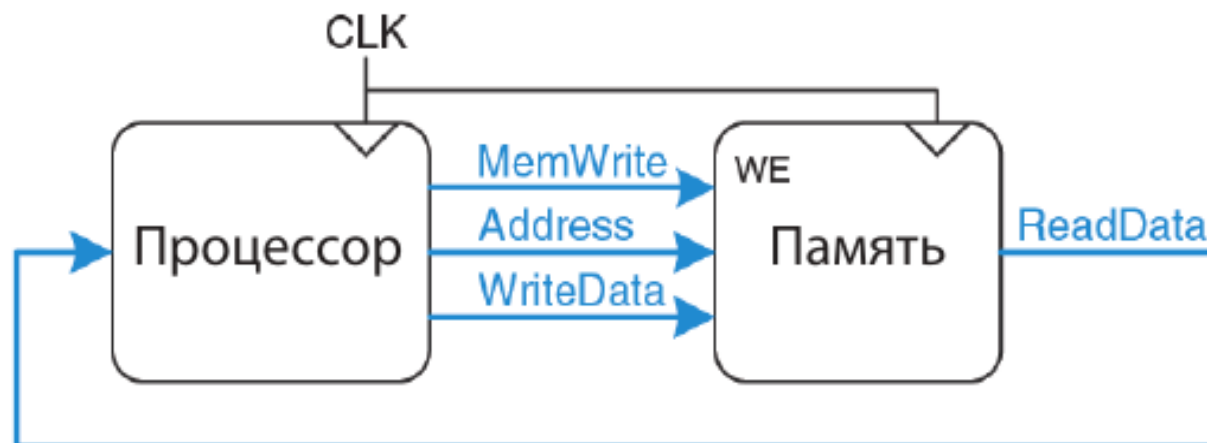 CLK
MemWrite
WE
Процессор
Address
Память
ReadData
WriteData